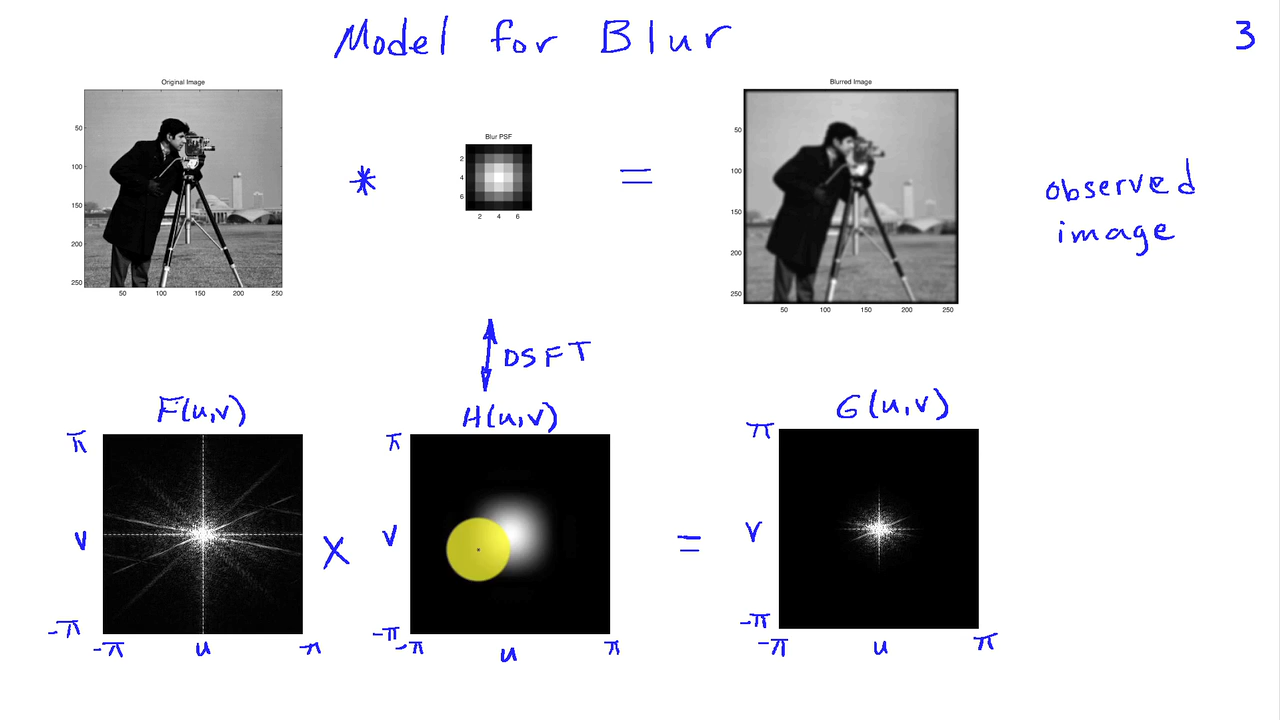 Model for Blur
3
Original Image
50
100
150
200
250
50 100 150 200 250
*
Blur PSF
2
4
6
2 4 6
=
Blurred Image
50
100
150
200
250
50 100 150 200 250
observed
image
DSFT
F(u,v)
π
v
-π
-π u π
X
H(u,v)
π
v
-π
-π u π
=
G(u,v)
π
v
-π
-π u π